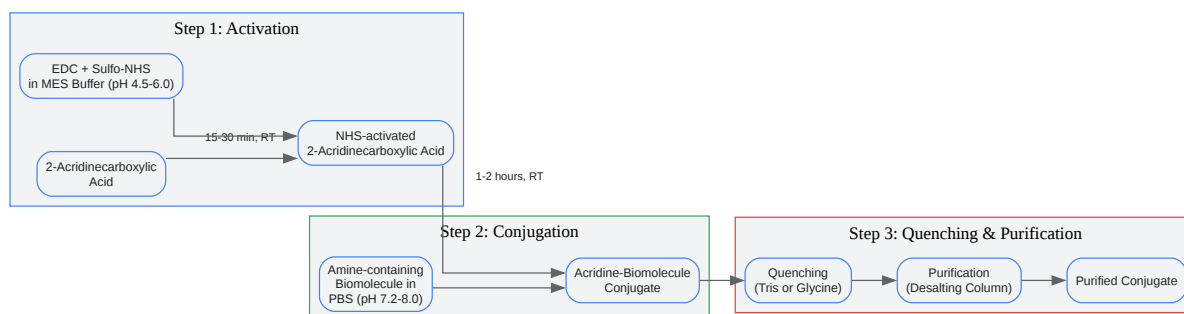 Step 1: Activation
EDC + Sulfo-NHS
in MES Buffer (pH 4.5-6.0)
15-30 min, RT
NHS-activated
2-Acridinecarboxylic Acid
2-Acridinecarboxylic
Acid
1-2 hours, RT
Step 2: Conjugation
Amine-containing
Biomolecule in
PBS (pH 7.2-8.0)
Acridine-Biomolecule
Conjugate
Step 3: Quenching & Purification
Quenching
(Tris or Glycine)
Purification
(Desalting Column)
Purified Conjugate